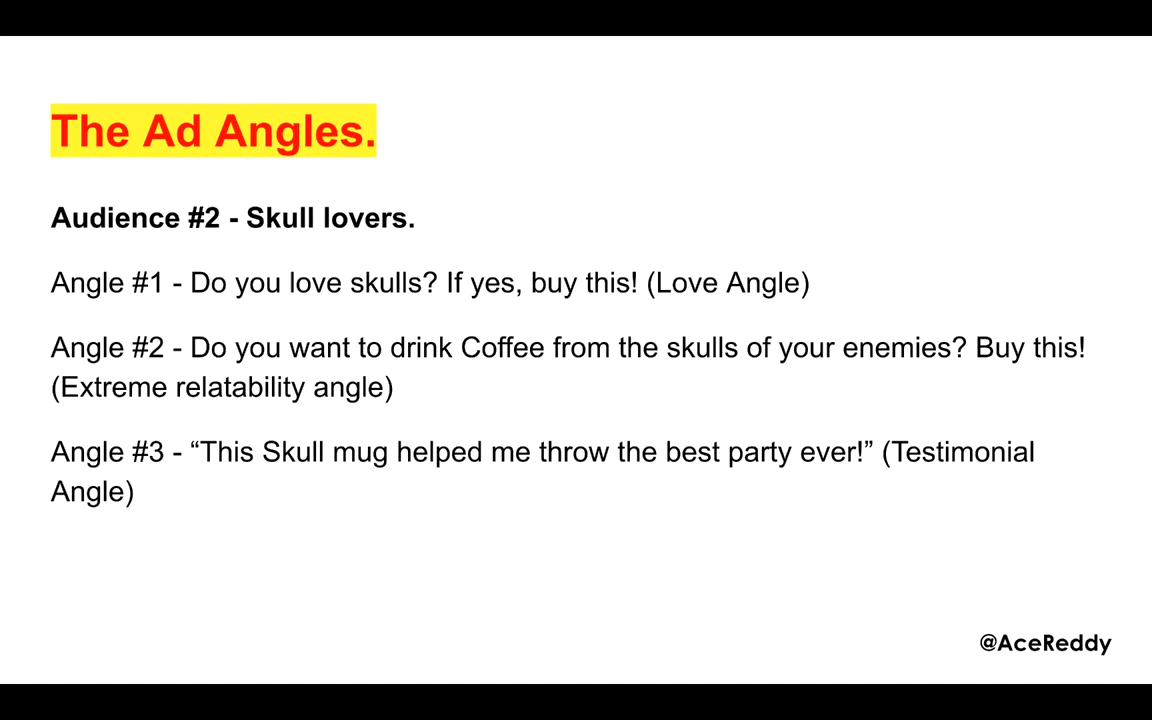 The Ad Angles.
Audience #2 - Skull lovers.
Angle #1 - Do you love skulls? If yes, buy this! (Love Angle)
Angle #2 - Do you want to drink Coffee from the skulls of your enemies? Buy this!
(Extreme relatability angle)
Angle #3 - “This Skull mug helped me throw the best party ever!” (Testimonial
Angle)
@AceReddy